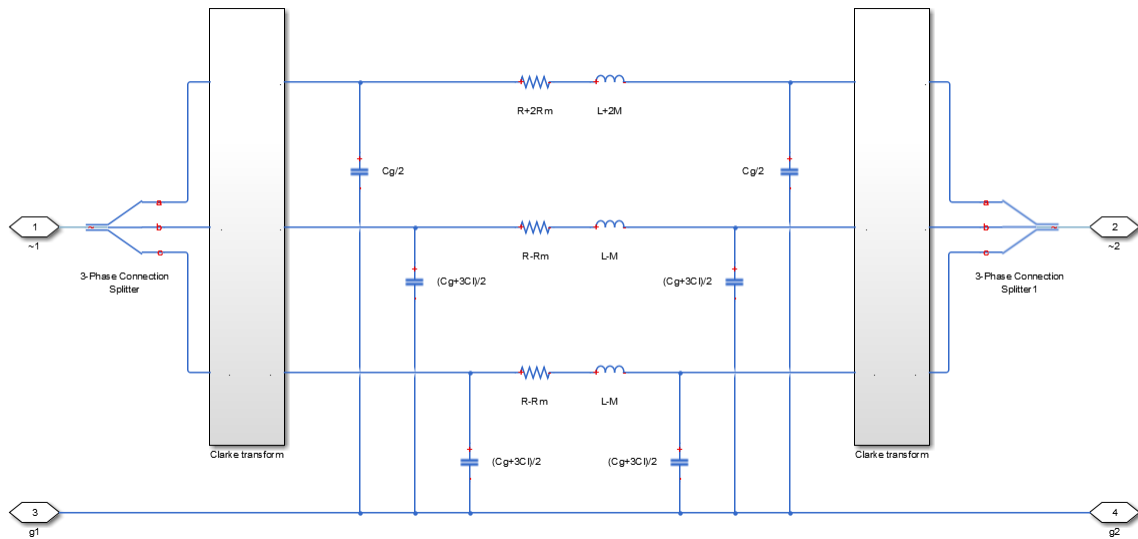 R+2Rm
L+2M
Cg/2
Cg/2
a
a
1
~
b
R-Rm
L-M
b
~
2
~1
~2
c
c
3-Phase Connection
Splitter
(Cg+3Cl)/2
(Cg+3Cl)/2
3-Phase Connection
Splitter1
R-Rm
L-M
Clarke transform
(Cg+3Cl)/2
(Cg+3Cl)/2
Clarke transform
3
4
g1
g2